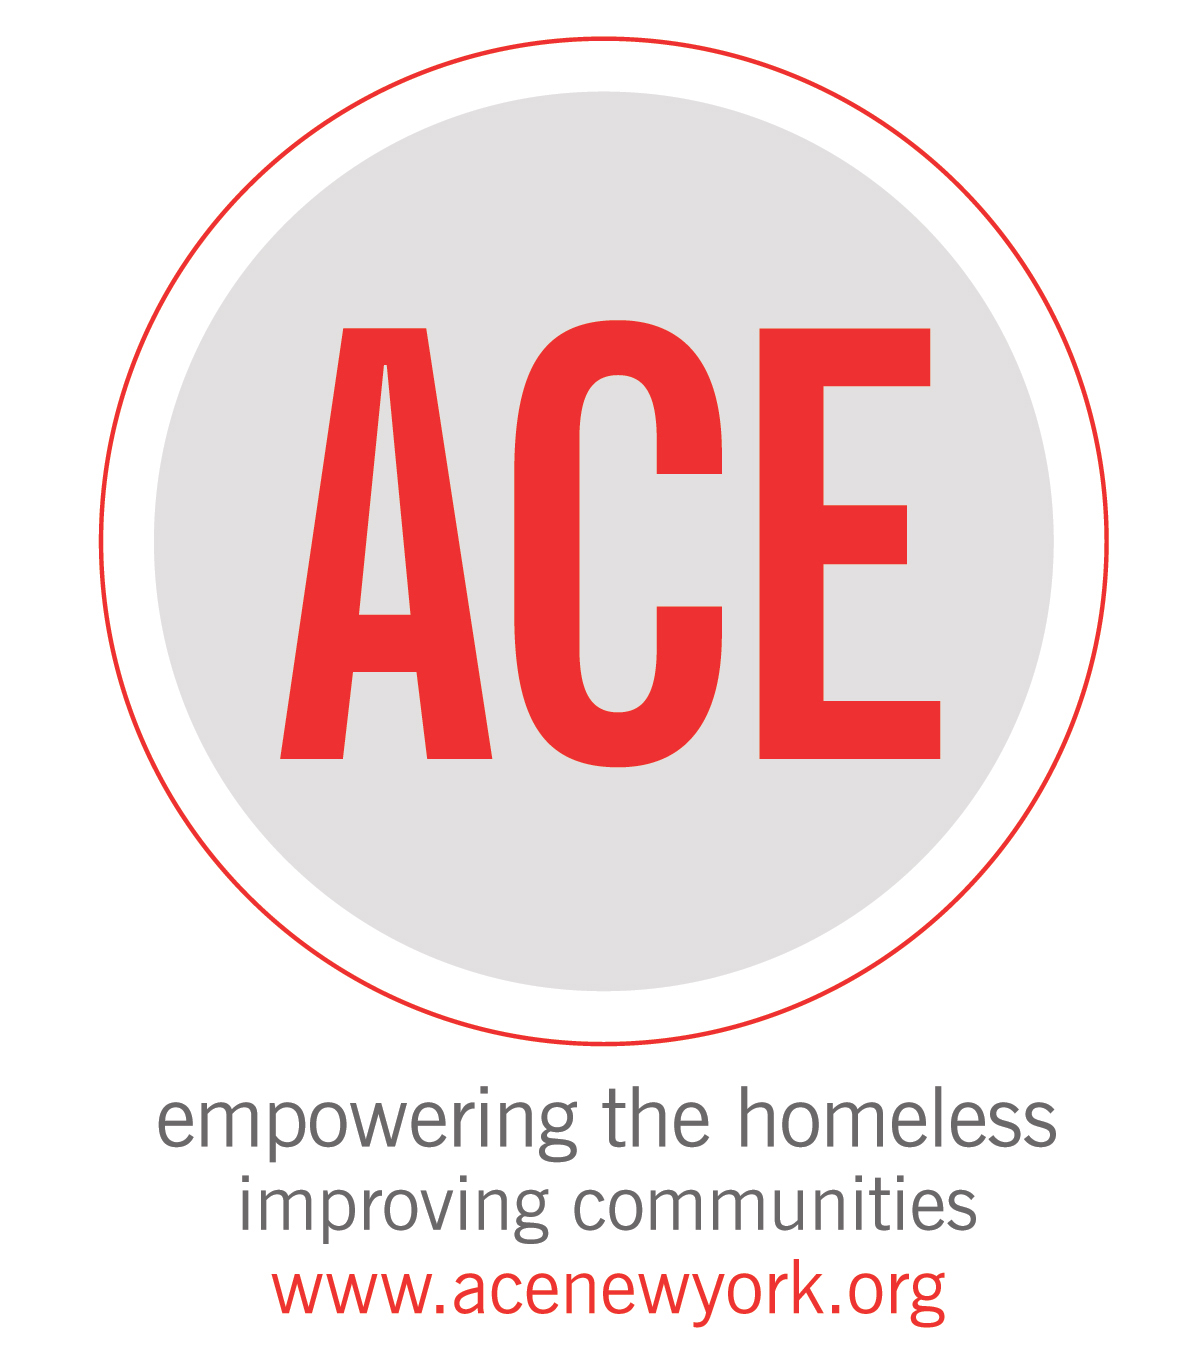 ACE
empowering the homeless
improving communities
www.acenewyork.org